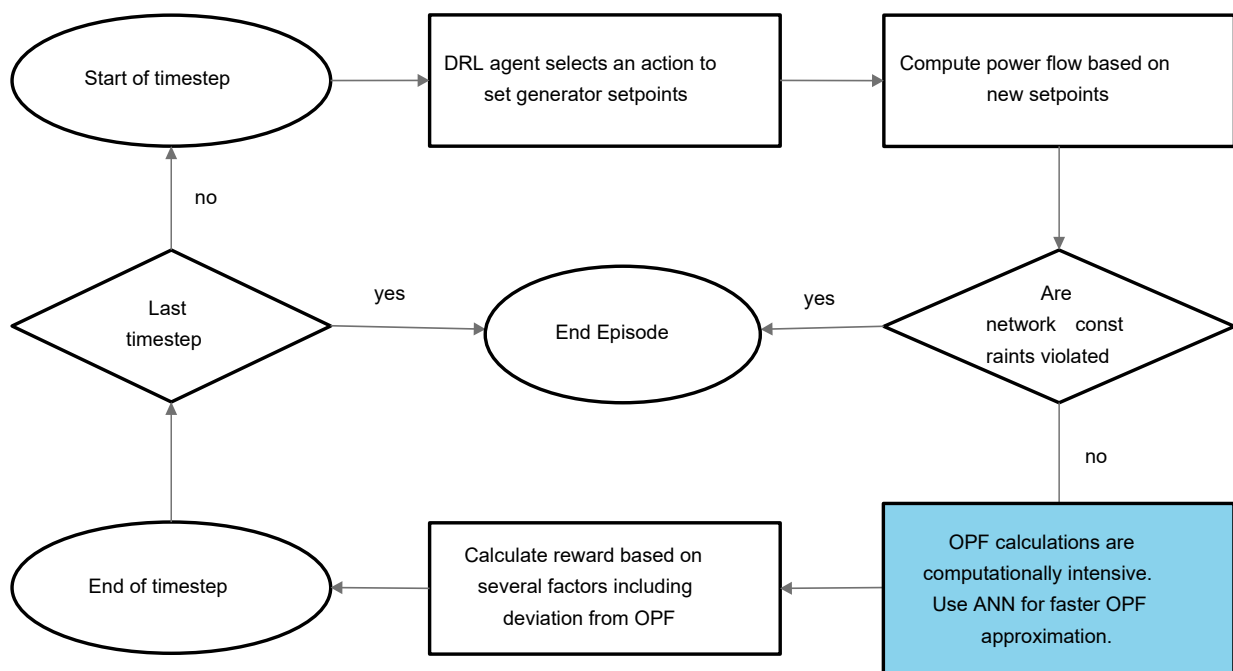 Start of timestep
DRL agent selects an action to
set generator setpoints
Compute power flow based on
new setpoints
no
Last
timestep
yes
End Episode
yes
Are
network const
raints violated
no
End of timestep
Calculate reward based on
several factors including
deviation from OPF
OPF calculations are
computationally intensive.
Use ANN for faster OPF
approximation.